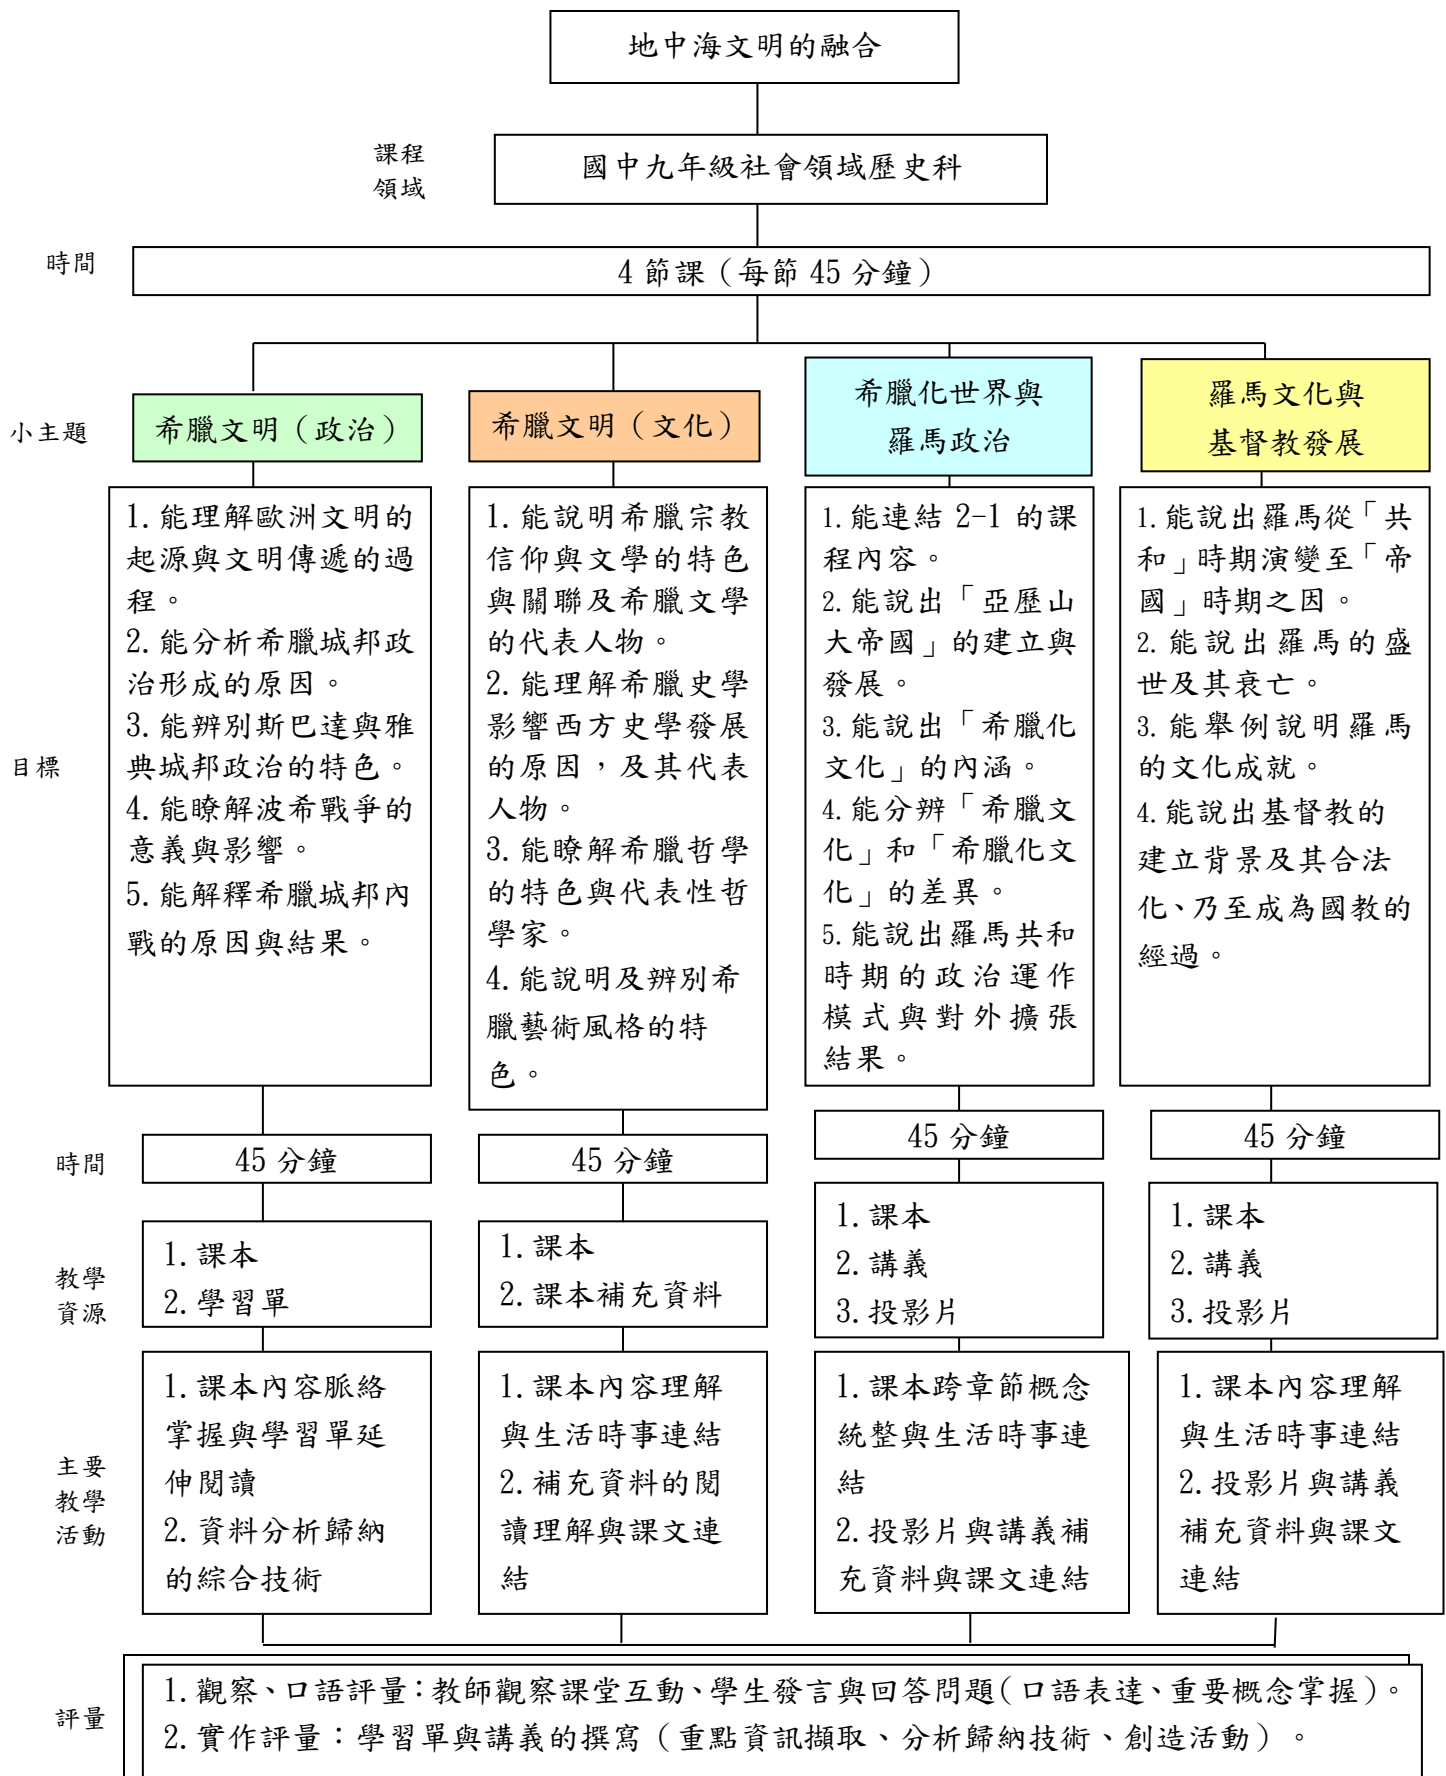 地中海文明的融合
課程
領域
國中九年級社會領域歷史科
時間
4 節課（每節 45 分鐘）
小主題
希臘文明（政治）
希臘文明（文化）
希臘化世界與
羅馬政治
羅馬文化與
基督教發展
目標
1.能理解歐洲文明的
起源與文明傳遞的過
程。
2.能分析希臘城邦政
治形成的原因。
3.能辨別斯巴達與雅
典城邦政治的特色。
4.能瞭解波希戰爭的
意義與影響。
5.能解釋希臘城邦內
戰的原因與結果。
1.能說明希臘宗教
信仰與文學的特色
與關聯及希臘文學
的代表人物。
2.能理解希臘史學
影響西方史學發展
的原因，及其代表
人物。
3.能瞭解希臘哲學
的特色與代表性哲
學家。
4.能說明及辨別希
臘藝術風格的特
色。
1.能連結 2-1 的課
程內容。
2.能說出「亞歷山
大帝國」的建立與
發展。
3.能說出「希臘化
文化」的內涵。
4.能分辨「希臘文
化」和「希臘化文
化」的差異。
5.能說出羅馬共和
時期的政治運作
模式與對外擴張
結果。
1.能說出羅馬從「共
和」時期演變至「帝
國」時期之因。
2.能說出羅馬的盛
世及其衰亡。
3.能舉例說明羅馬
的文化成就。
4.能說出基督教的
建立背景及其合法
化、乃至成為國教的
經過。
時間
45 分鐘
45 分鐘
45 分鐘
45 分鐘
教學
資源
1.課本
2.學習單
1.課本
2.課本補充資料
1.課本
2.講義
3.投影片
1.課本
2.講義
3.投影片
主要
教學
活動
1.課本內容脈絡
掌握與學習單延
伸閱讀
2.資料分析歸納
的綜合技術
1.課本內容理解
與生活時事連結
2.補充資料的閱
讀理解與課文連
結
1.課本跨章節概念
統整與生活時事連
結
2.投影片與講義補
充資料與課文連結
1.課本內容理解
與生活時事連結
2.投影片與講義
補充資料與課文
連結
評量
1.觀察、口語評量：教師觀察課堂互動、學生發言與回答問題（口語表達、重要概念掌握）。
2.實作評量：學習單與講義的撰寫（重點資訊擷取、分析歸納技術、創造活動）。